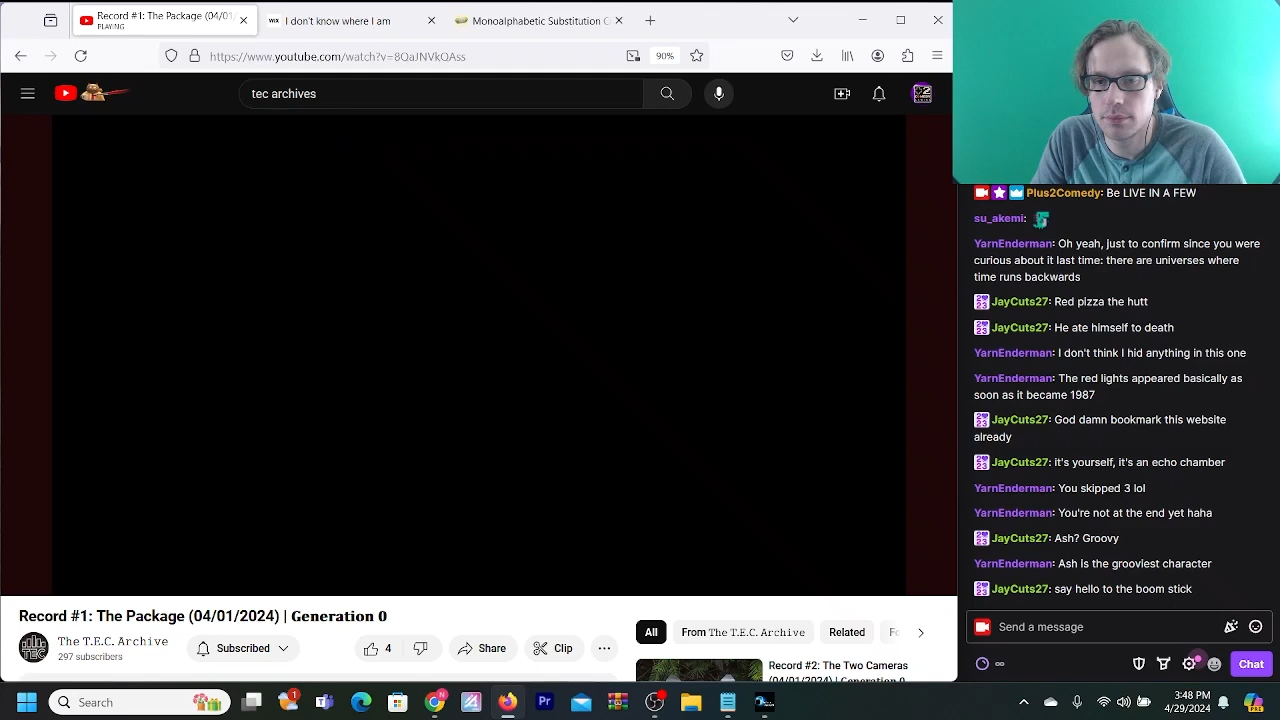 Record #1: The Package (04/01/
PLAYING
I don't know where I am
Monoalphabetic Substitution C
https://www.youtube.com/watch?v=8QaJNVkQAss
90%
tec archives
Plus2Comedy: Be LIVE IN A FEW
su_akemi:
YarnEnderman: Oh yeah, just to confirm since you were
curious about it last time: there are universes where
time runs backwards
JayCuts27: Red pIzza the hutt
JayCuts27: He ate himself to death
YarnEnderman: I don't think I hid anything in this one
YarnEnderman: The red lights appeared basically as
soon as it became 1987
JayCuts27: God damn bookmark this website
already
JayCuts27: it's yourself, it's an echo chamber
YarnEnderman: You skipped 3 lol
YarnEnderman: You're not at the end yet haha
JayCuts27: Ash? Groovy
YarnEnderman: Ash is the grooviest character
JayCuts27: say hello to the boom stick
Send a message
∞
Chat
Record #1: The Package (04/01/2024) | Generation 0
The T.E.C. Archive
297 subscribers
Subscribed
4
Share
Clip
All
From The T.E.C. Archive
Related
Record #2: The Two Cameras
(04/01/2024) | Generation 0
Search
1
3:48 PM
4/29/2024